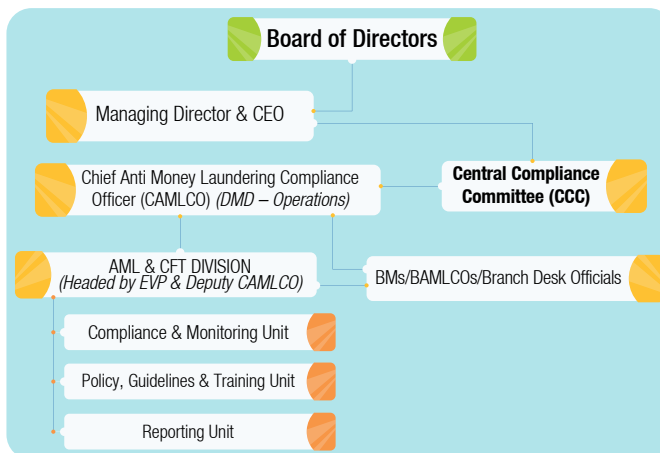 Board of Directors
Managing Director & CEO
Chief Anti Money Laundering Compliance
Officer (CAMLCO) (DMD – Operations)
Central Compliance
Committee (CCC)
AML & CFT DIVISION
(Headed by EVP & Deputy CAMLCO)
BMs/BAMLCOs/Branch Desk Officials
Compliance & Monitoring Unit
Policy, Guidelines & Training Unit
Reporting Unit